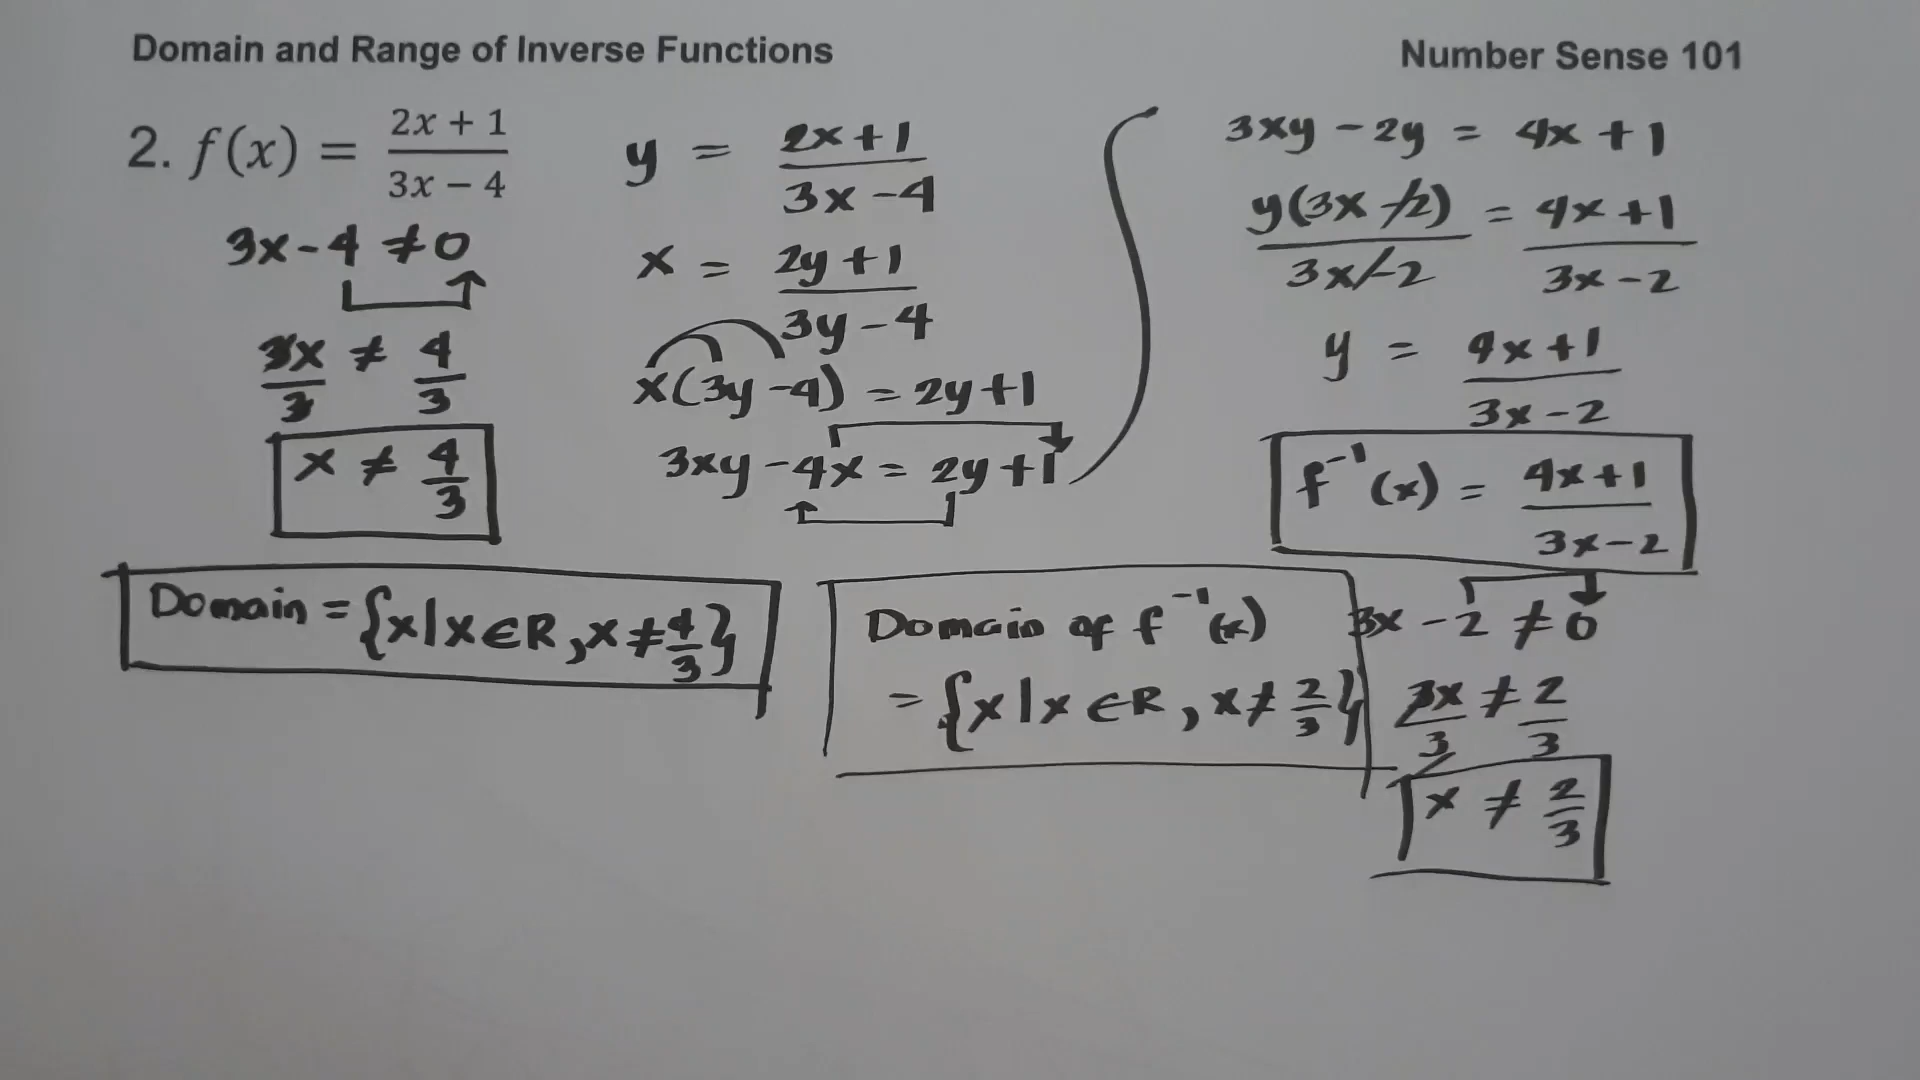 Domain and Range of Inverse Functions
Number Sense 101
2. f(x) = (2x + 1)/(3x − 4)
3x - 4 ≠ 0
3x/3 ≠ 4/3
x ≠ 4/3
Domain = {x|x∈R, x ≠ 4/3}
y = (2x+1)/(3x-4)
x = (2y+1)/(3y-4)
x(3y-4) = 2y+1
3xy - 4x = 2y+1
3xy - 2y = 4x + 1
y(3x-2)/(3x-2) = (4x+1)/(3x-2)
y = (4x+1)/(3x-2)
f⁻¹(x) = (4x+1)/(3x-2)
3x - 2 ≠ 0
3x/3 ≠ 2/3
x ≠ 2/3
Domain of f⁻¹(x)
= {x|x∈R, x ≠ 2/3}